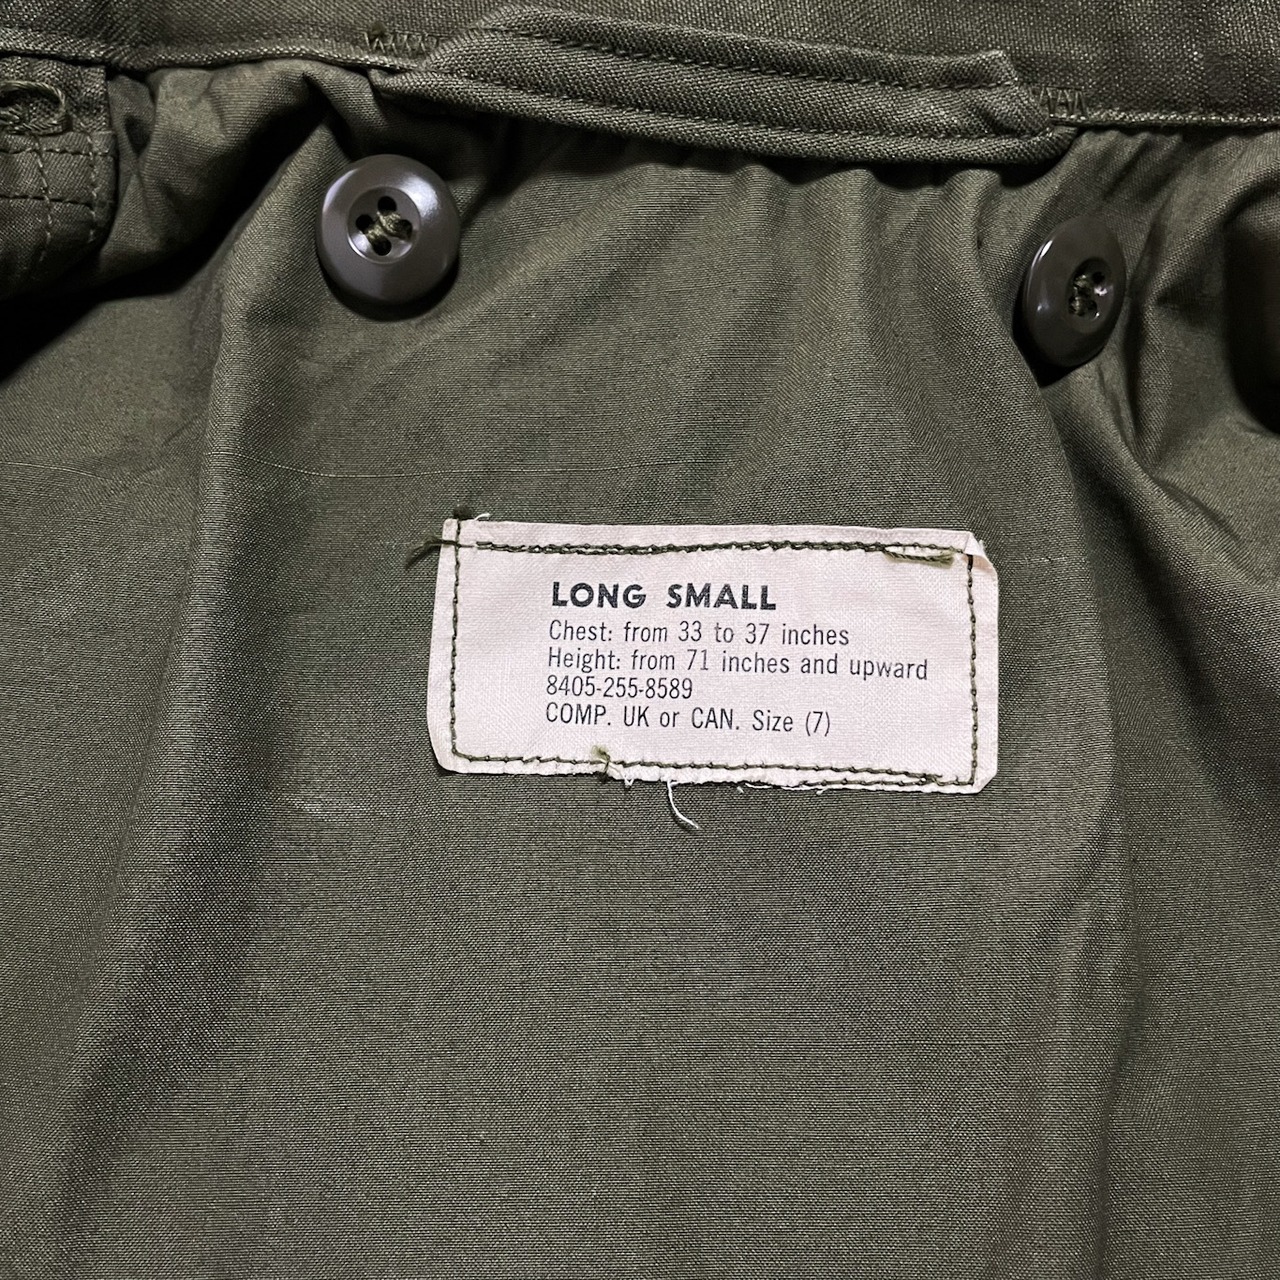 LONG SMALL
Chest: from 33 to 37 inches
Height: from 71 inches and upward
8405-255-8589
COMP. UK or CAN. Size (7)